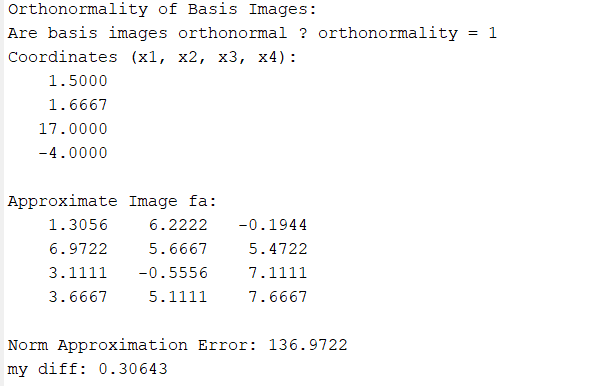 Orthonormality of Basis Images:
Are basis images orthonormal ? orthonormality = 1
Coordinates (x1, x2, x3, x4):
1.5000
1.6667
17.0000
-4.0000
Approximate Image fa:
1.3056 6.2222 -0.1944
6.9722 5.6667 5.4722
3.1111 -0.5556 7.1111
3.6667 5.1111 7.6667
Norm Approximation Error: 136.9722
my diff: 0.30643